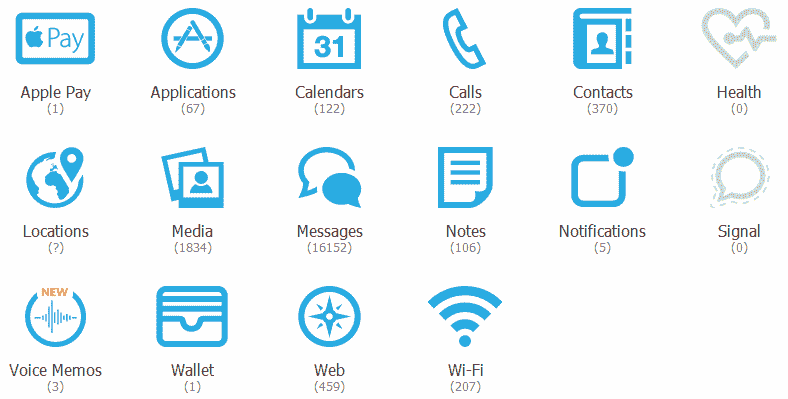 Pay
31
Apple Pay
(1)
Applications
(67)
Calendars
(122)
Calls
(222)
Contacts
(370)
Health
(0)
Locations
(?)
Media
(1834)
Messages
(16152)
Notes
(106)
Notifications
(5)
Signal
(0)
NEW
Voice Memos
(3)
Wallet
(1)
Web
(459)
Wi-Fi
(207)